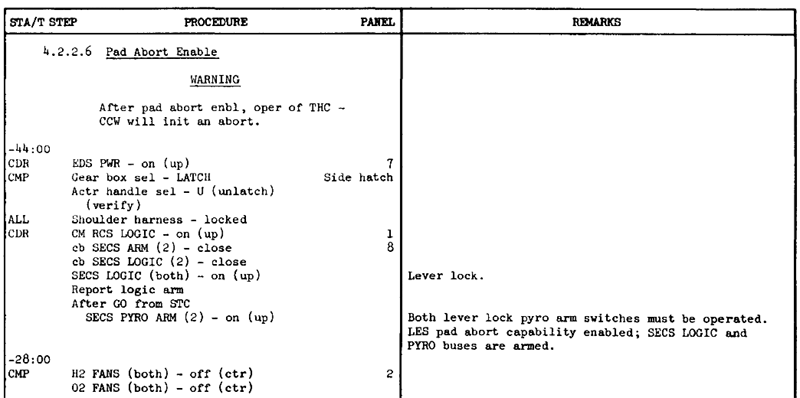 STA/T STEP PROCEDURE PANEL REMARKS
4.2.2.6 Pad Abort Enable
WARNING
After pad abort enbl, oper of THC -
CCW will init an abort.
-44:00
CDR EDS PWR - on (up) 7
CMP Gear box sel - LATCH Side hatch
Actr handle sel - U (unlatch)
(verify)
ALL Shoulder harness - locked
CDR CM RCS LOGIC - on (up) 1
cb SECS ARM (2) - close 8
cb SECS LOGIC (2) - close
SECS LOGIC (both) - on (up) Lever lock.
Report logic arm
After GO from STC
SECS PYRO ARM (2) - on (up) Both lever lock pyro arm switches must be operated.
LES pad abort capability enabled; SECS LOGIC and
PYRO buses are armed.
-28:00
CMP H2 FANS (both) - off (ctr) 2
O2 FANS (both) - off (ctr)